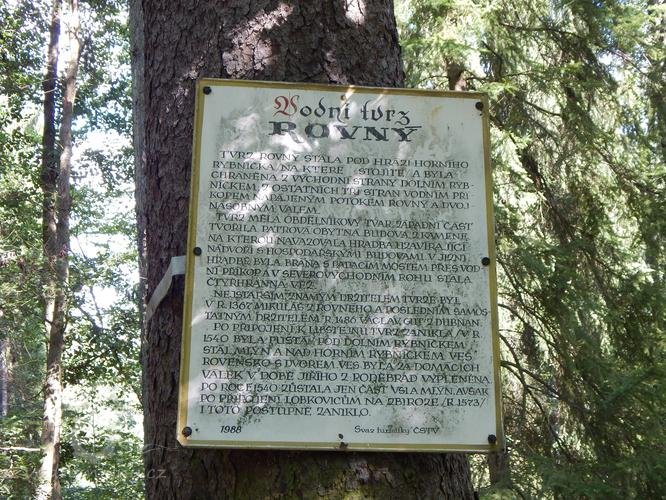 Vodní tvrz
ROVNÝ
TVRZ ROVNÝ STÁLA POD HRÁZÍ HORNÍHO
RYBNÍČKA /NA KTERÉ STOJÍTE/ A BYLA
CHRÁNĚNA Z VÝCHODNÍ STRANY DOLNÍM RYB-
NÍČKEM, Z OSTATNÍCH TŘÍ STRAN VODNÍM PŘÍ-
KOPEM NAPÁJENÝM POTOKEM ROVNÝ A DVOJ-
NÁSOBNÝM VALEM.
TVRZ MĚLA OBDÉLNÍKOVÝ TVAR, ZÁPADNÍ ČÁST
TVOŘILA PATROVÁ OBYTNÁ BUDOVA Z KAMENE,
NA KTEROU NAVAZOVALA HRADBA UZAVÍRAJÍCÍ
NÁDVOŘÍ S HOSPODÁŘSKÝMI BUDOVAMI. V JIŽNÍ
HRADBĚ BYLA BRÁNA S PADACÍM MOSTEM PŘES VOD-
NÍ PŘÍKOP A V SEVEROVÝCHODNÍM ROHU STÁLA
ČTYŘHRANNÁ VĚŽ.
NEJSTARŠÍM ZNÁMÝM DRŽITELEM TVRZE BYL
V R. 1367 MIKULÁŠ Z ROVNÉHO A POSLEDNÍM SAMOS-
TATNÝM DRŽITELEM R. 1486 VÁCLAV, GUT Z DUBŇAN.
PO PŘIPOJENÍ K LIBŠTEJNU TVRZ ZANIKLA /V R.
1540 BYLA PUSTÁ/. POD DOLNÍM RYBNÍČKEM
STÁL MLÝN A NAD HORNÍM RYBNÍČKEM VES
ROVENSKO S DVOREM. VES BYLA ZA DOMÁCÍCH
VÁLEK V DOBĚ JIŘÍHO Z PODĚBRAD VYPLENĚNA.
PO ROCE 1540 ZŮSTALA JEN ČÁST VSI A MLÝN, AVŠAK
PO PŘIPOJENÍ LOBKOVICŮM NA ZBIROZE /R. 1573/
I TOTO POSTUPNĚ ZANIKLO.
1988 Svaz turistiky ČSTV